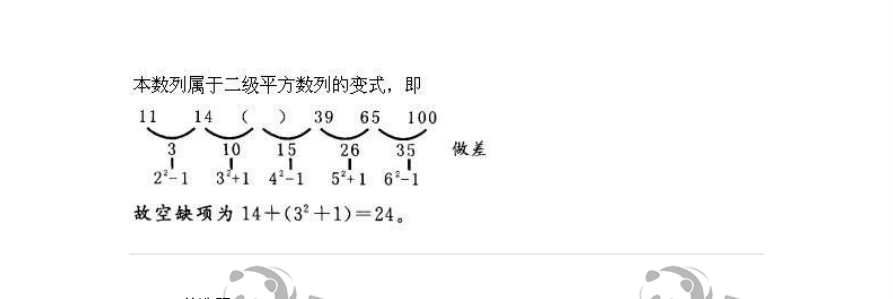 本数列属于二级平方数列的变式，即
11 14 （ ） 39 65 100
3 10 15 26 35 做差
2²-1 3²+1 4²-1 5²+1 6²-1
故空缺项为 14+(3²+1)=24。